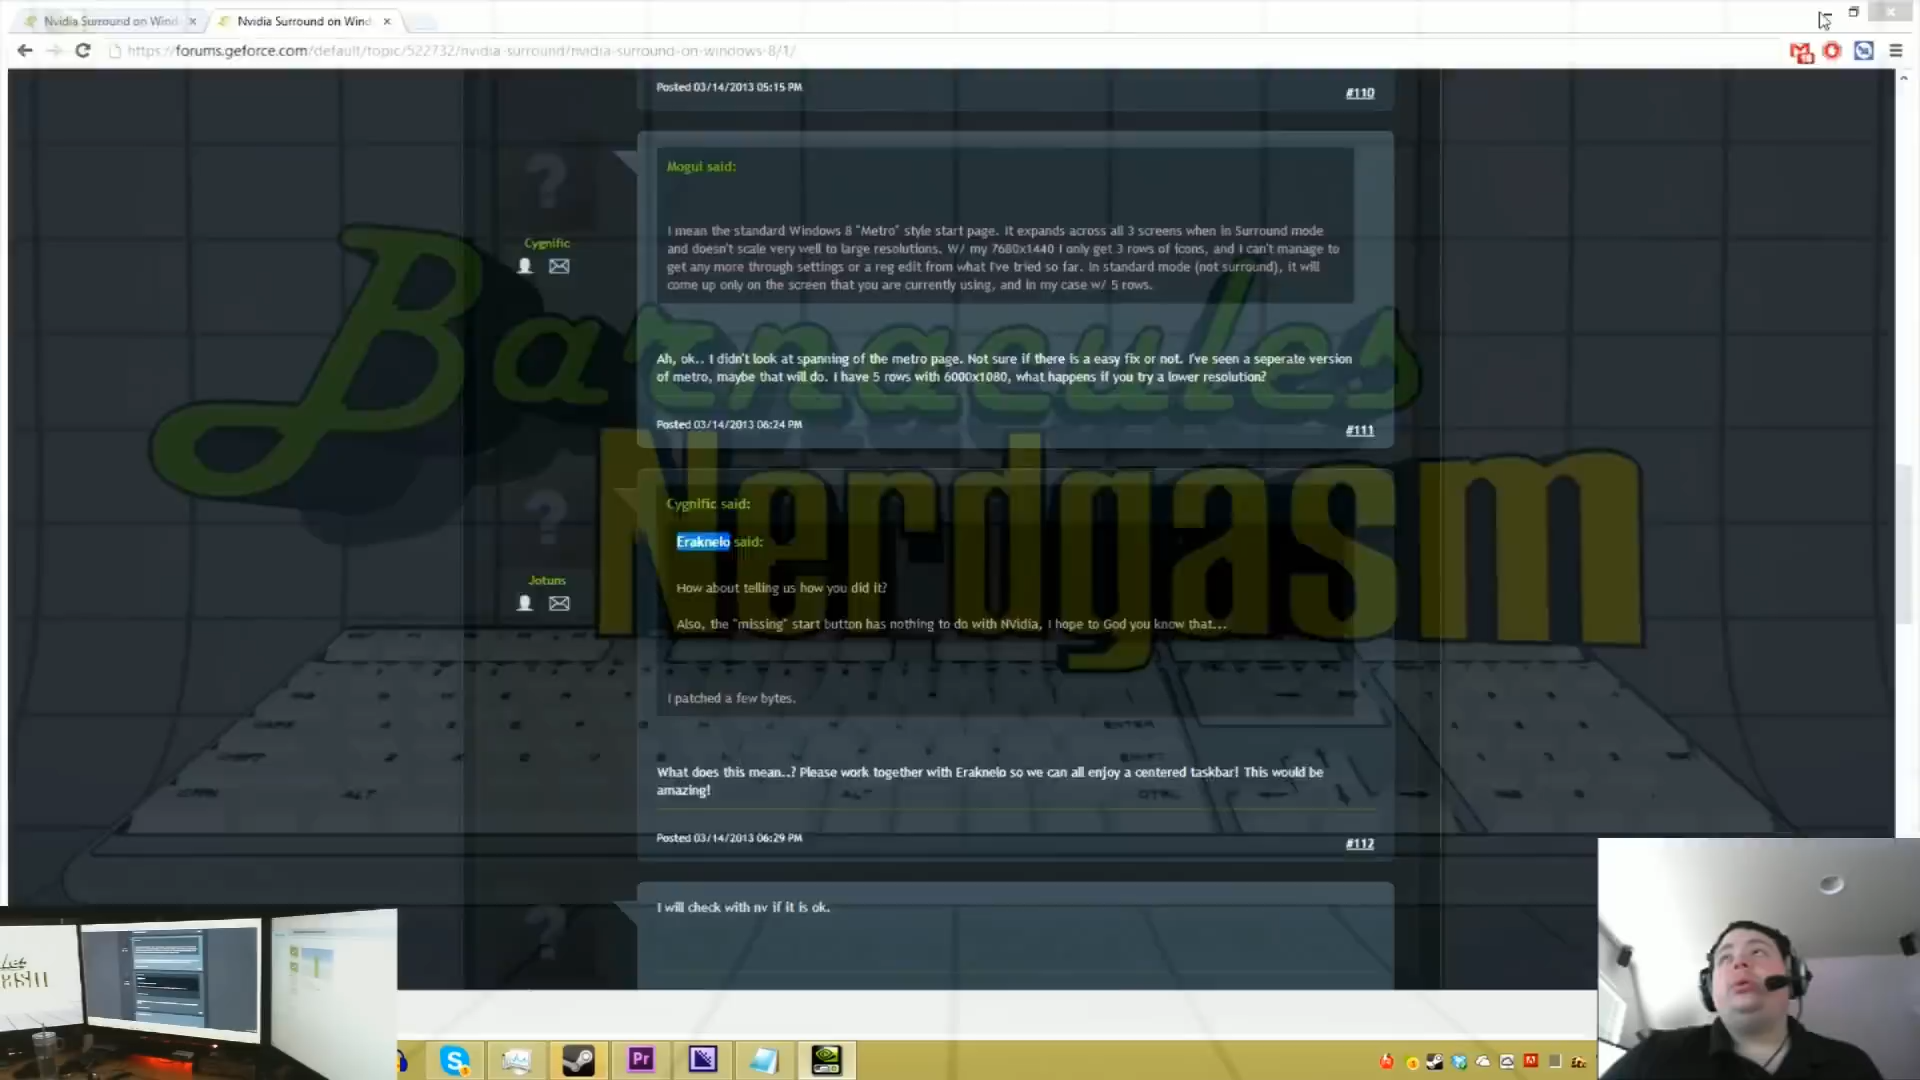 Nvidia Surround on Wind
Nvidia Surround on Wind
https://forums.geforce.com/default/topic/522732/nvidia-surround/nvidia-surround-on-windows-8/1/
Posted 03/14/2013 05:15 PM
#110
Mogui said:
Cygnific
I mean the standard Windows 8 "Metro" style start page. It expands across all 3 screens when in Surround mode
and doesn't scale very well to large resolutions. W/ my 7680x1440 I only get 3 rows of icons, and I can't manage to
get any more through settings or a reg edit from what I've tried so far. In standard mode (not surround), it will
come up only on the screen that you are currently using, and in my case w/ 5 rows.
Ah, ok.. I didn't look at spanning of the metro page. Not sure if there is a easy fix or not. I've seen a seperate version
of metro, maybe that will do. I have 5 rows with 6000x1080, what happens if you try a lower resolution?
Posted 03/14/2013 06:24 PM
#111
Barnacules
Nerdgasm
Cygnific said:
Eraknelo said:
Jotuns
How about telling us how you did it?
Also, the "missing" start button has nothing to do with NVidia, I hope to God you know that...
I patched a few bytes.
ENTER
SHIFT
CTRL
ALT
ALT
CTRL
What does this mean..? Please work together with Eraknelo so we can all enjoy a centered taskbar! This would be
amazing!
Posted 03/14/2013 06:29 PM
#112
I will check with nv if it is ok.
Pr